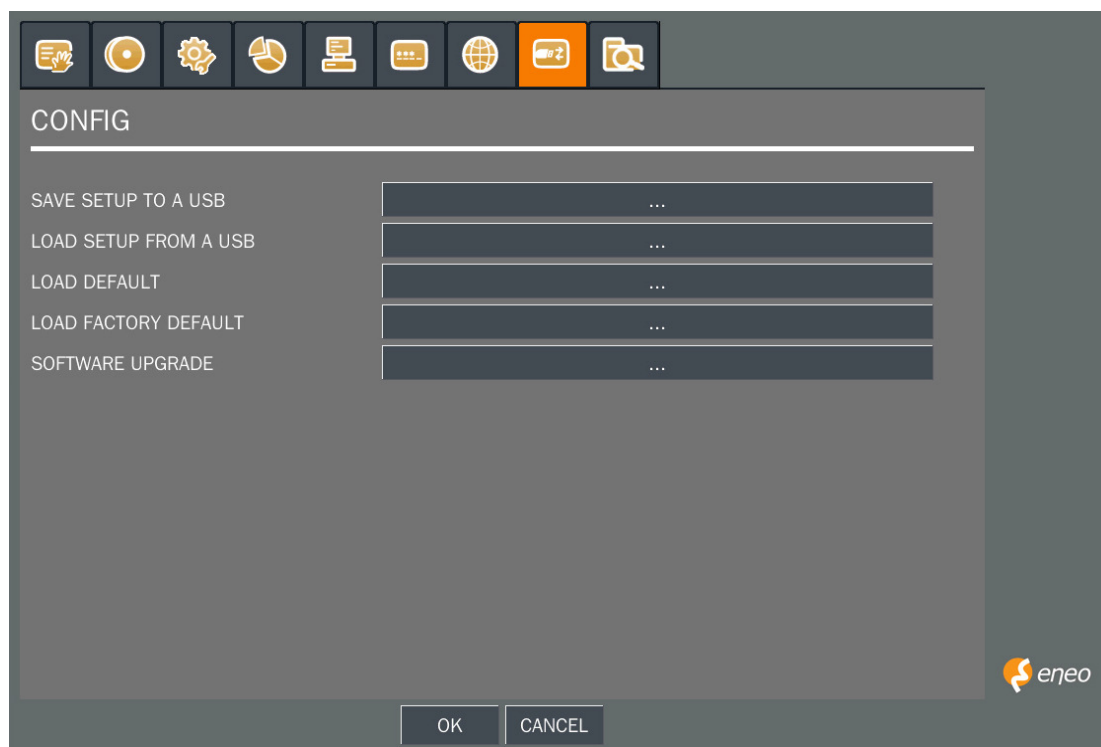 CONFIG
SAVE SETUP TO A USB ...
LOAD SETUP FROM A USB ...
LOAD DEFAULT ...
LOAD FACTORY DEFAULT ...
SOFTWARE UPGRADE ...
eneo
OK CANCEL